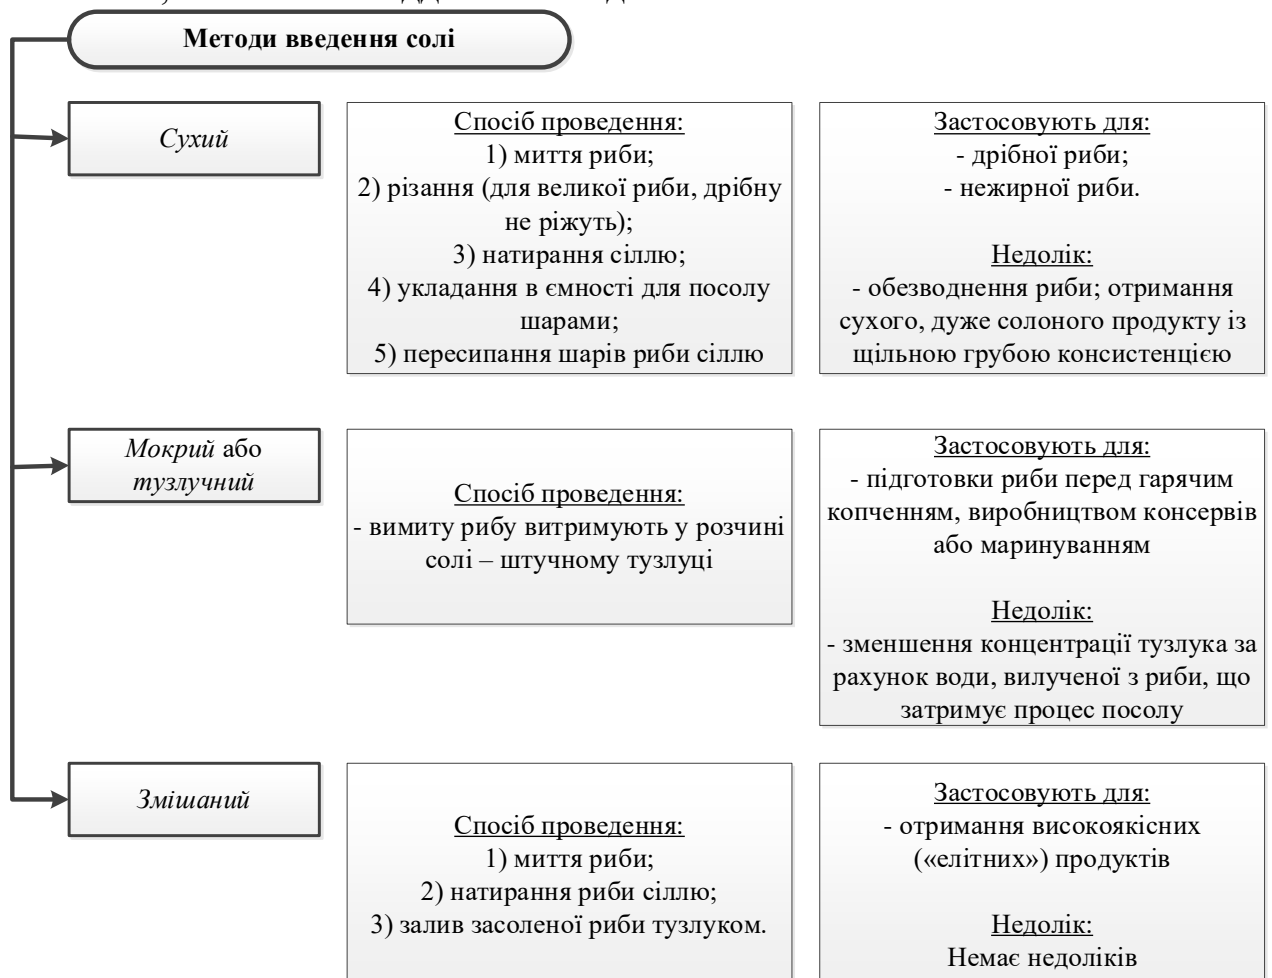 Методи введення солі
Сухий
Спосіб проведення:
1) миття риби;
2) різання (для великої риби, дрібну
не ріжуть);
3) натирання сіллю;
4) укладання в ємності для посолу
шарами;
5) пересипання шарів риби сіллю
Застосовують для:
- дрібної риби;
- нежирної риби.
Недолік:
- обезводнення риби; отримання
сухого, дуже солоного продукту із
щільною грубою консистенцією
Мокрий або
тузлучний
Спосіб проведення:
- вимиту рибу витримують у розчині
солі – штучному тузлуці
Застосовують для:
- підготовки риби перед гарячим
копченням, виробництвом консервів
або маринуванням
Недолік:
- зменшення концентрації тузлука за
рахунок води, вилученої з риби, що
затримує процес посолу
Змішаний
Спосіб проведення:
1) миття риби;
2) натирання риби сіллю;
3) залив засоленої риби тузлуком.
Застосовують для:
- отримання високоякісних
(«елітних») продуктів
Недолік:
Немає недоліків